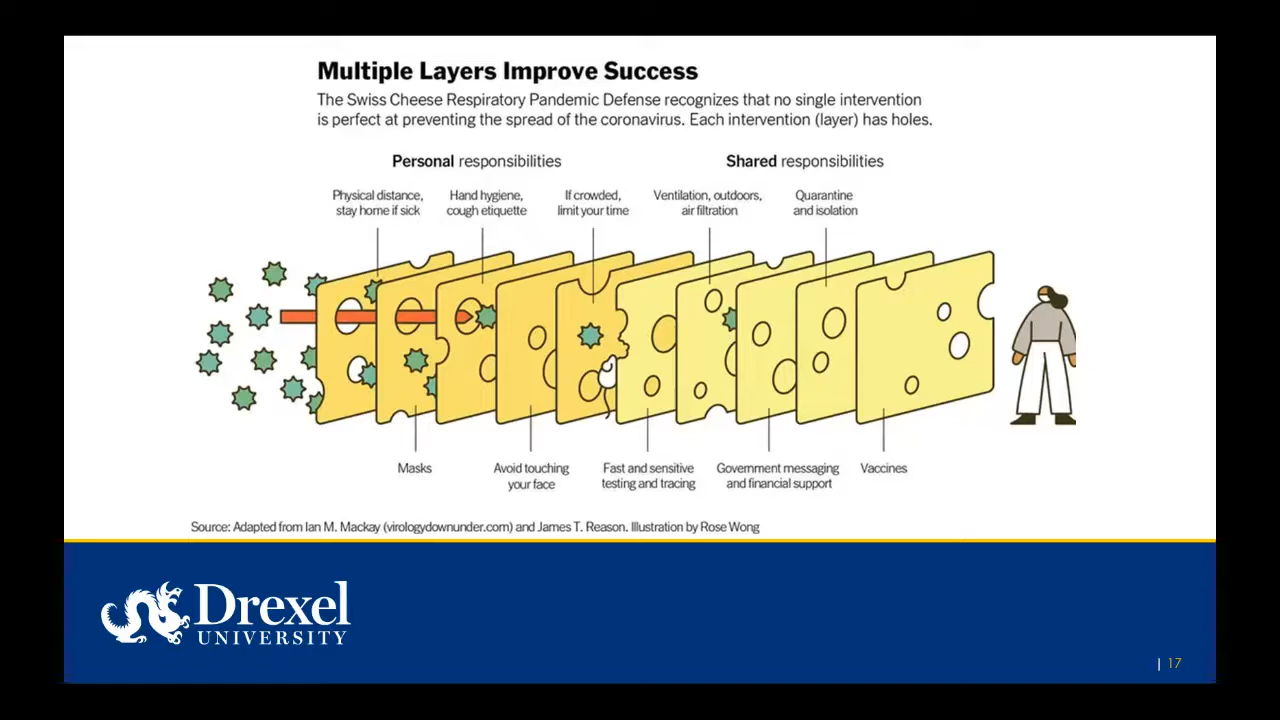 Multiple Layers Improve Success
The Swiss Cheese Respiratory Pandemic Defense recognizes that no single intervention
is perfect at preventing the spread of the coronavirus. Each intervention (layer) has holes.
Personal responsibilities
Shared responsibilities
Physical distance,
stay home if sick
Hand hygiene,
cough etiquette
If crowded,
limit your time
Ventilation, outdoors,
air filtration
Quarantine
and isolation
Masks
Avoid touching
your face
Fast and sensitive
testing and tracing
Government messaging
and financial support
Vaccines
Source: Adapted from Ian M. Mackay (virologydownunder.com) and James T. Reason. Illustration by Rose Wong
Drexel
UNIVERSITY
| 17